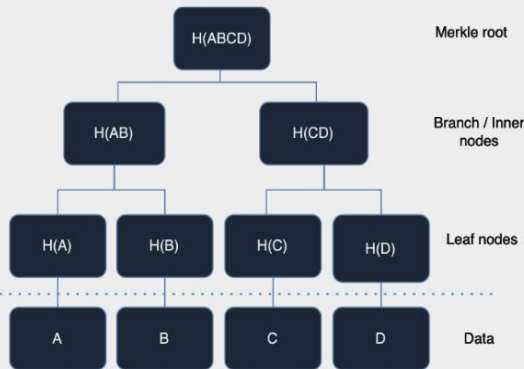 H(ABCD)
Merkle root
H(AB)
H(CD)
Branch / Inner
nodes
H(A)
H(B)
H(C)
H(D)
Leaf nodes
A
B
C
D
Data